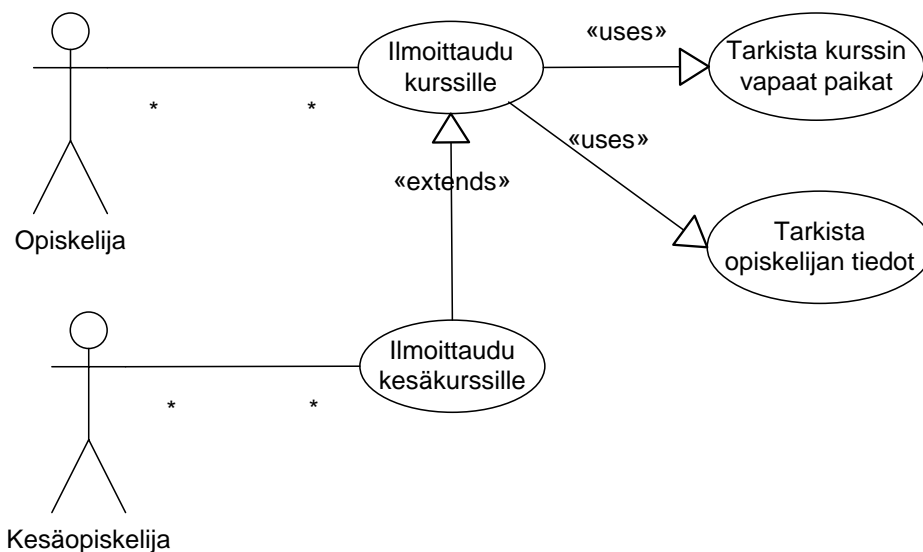 Ilmoittaudu
kurssille
«uses»
Tarkista kurssin
vapaat paikat
*
*
«uses»
«extends»
Opiskelija
Tarkista
opiskelijan tiedot
Ilmoittaudu
kesäkurssille
*
*
Kesäopiskelija